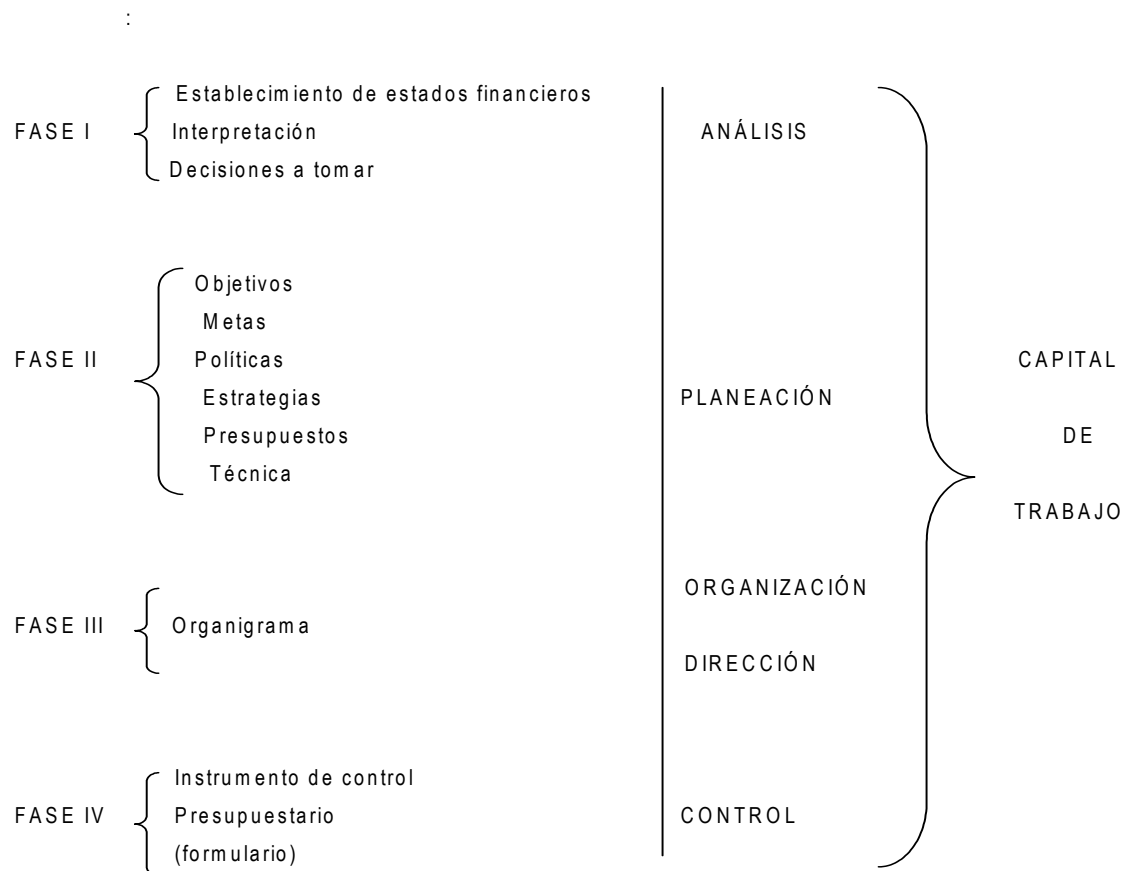 :
Establecimiento de estados financieros
FASE I
Interpretación
ANÁLISIS
Decisiones a tomar
Objetivos
Metas
FASE II
Políticas
CAPITAL
Estrategias
PLANEACIÓN
Presupuestos
DE
Técnica
TRABAJO
ORGANIZACIÓN
FASE III
Organigrama
DIRECCIÓN
Instrumento de control
FASE IV
Presupuestario
CONTROL
(formulario)